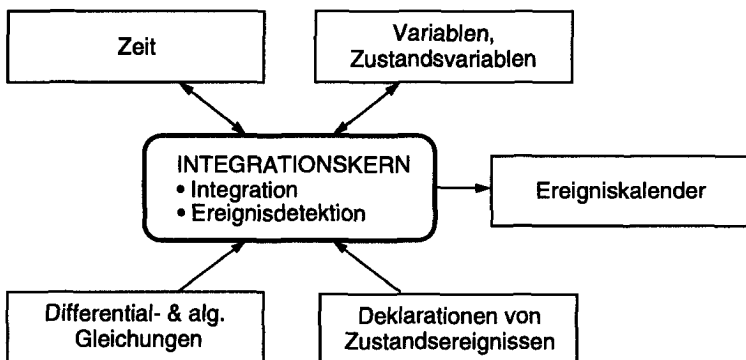 Zeit
Variablen,
Zustandsvariablen
INTEGRATIONSKERN
• Integration
• Ereignisdetektion
Ereigniskalender
Differential- & alg.
Gleichungen
Deklarationen von
Zustandsereignissen